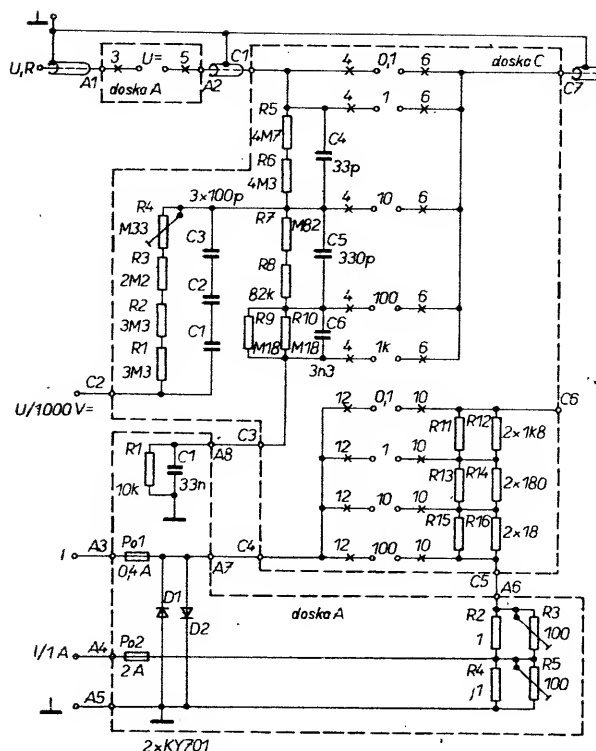 U,R
A1
3
U=
5
A2
C1
doska A
doska C
C7
4
0,1
6
4
1
6
R5
4M7
C4
33p
R6
4M3
3×100p
4
10
6
R4
M33
R7
M82
C5
330p
C3
R3
2M2
R8
82k
C2
4
100
6
R2
3M3
R9
M18
R10
M18
C6
3n3
C1
4
1k
6
R1
3M3
C2
U/1000 V=
12
0,1
10
C6
R11
R12
2×1k8
C3
A8
R1
10k
C1
33n
12
1
10
R13
R14
2×180
12
10
10
R15
R16
2×18
I
A3
Po1
0,4 A
A7
C4
12
100
10
C5
A6
doska A
D1
D2
R2
1
R3
100
I/1A
A4
Po2
2 A
R4
j1
R5
100
A5
2×KY701